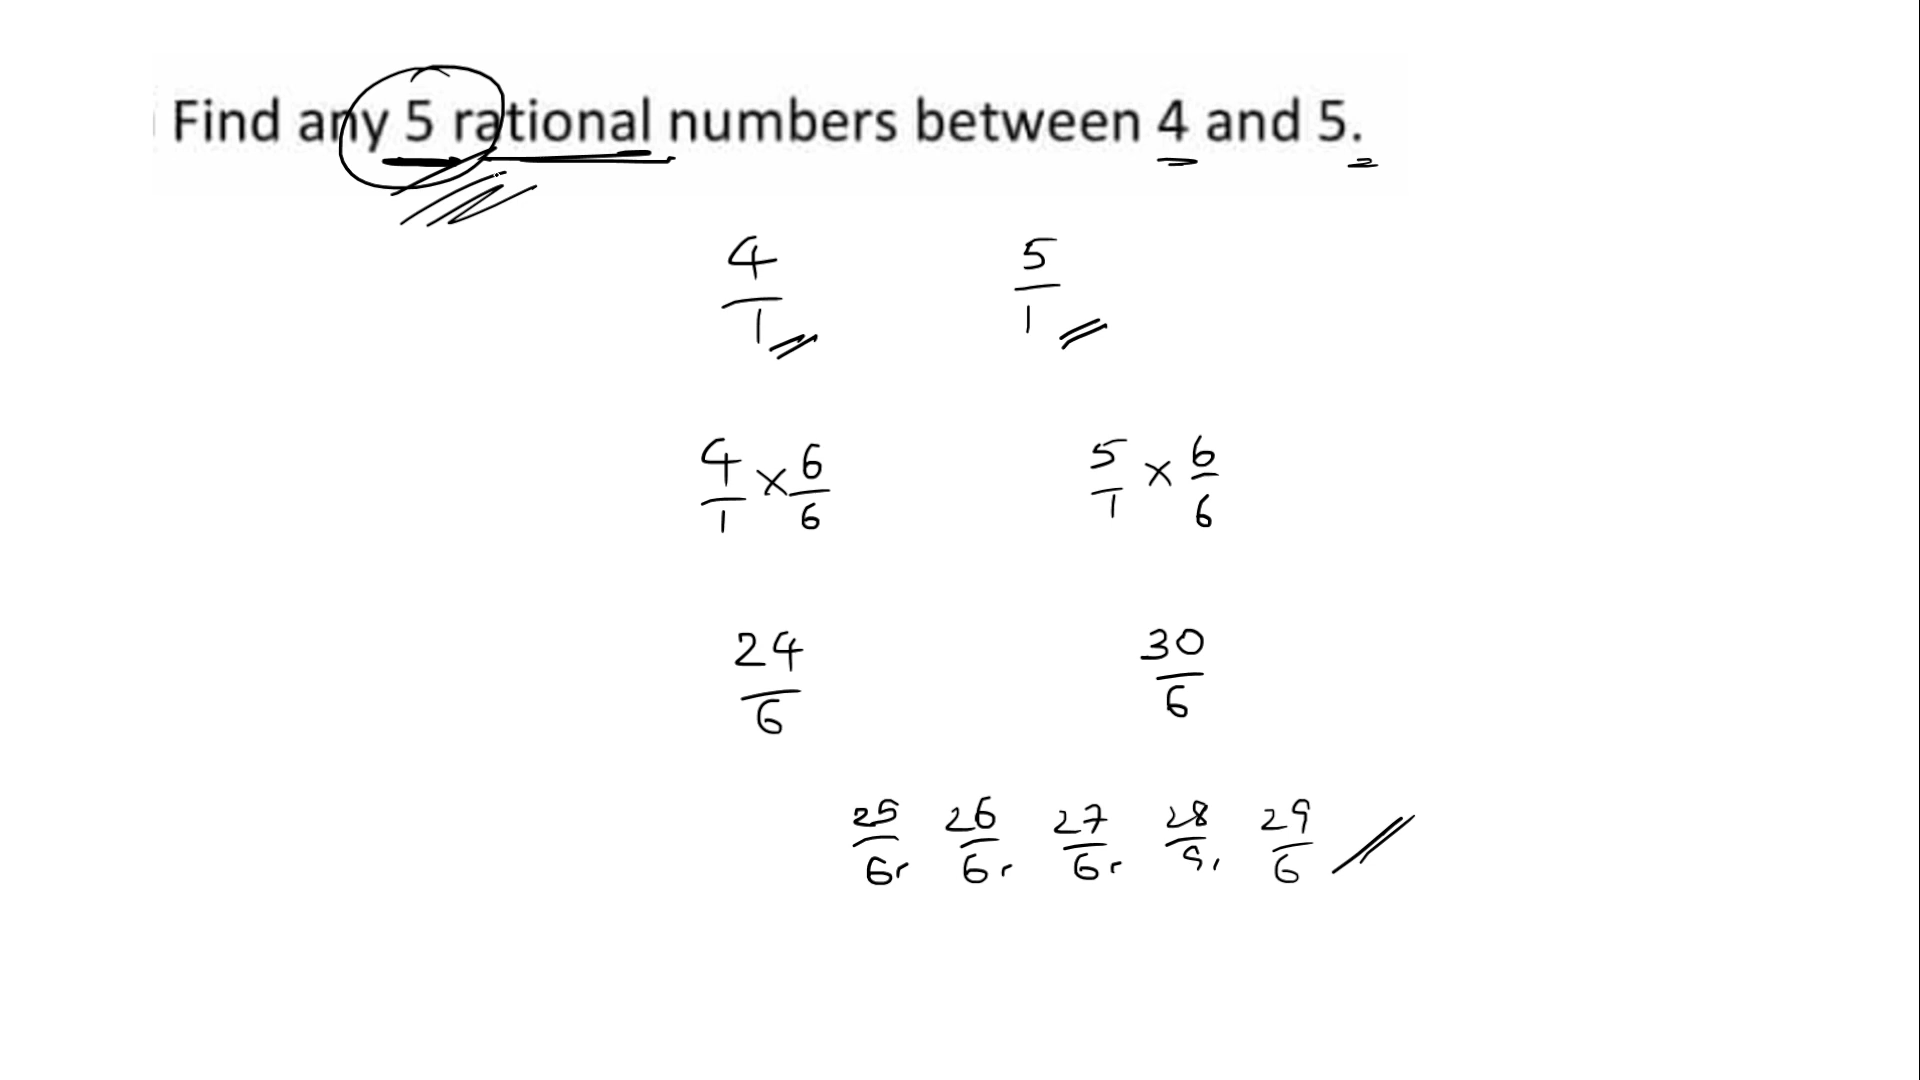 Find any 5 rational numbers between 4 and 5.
4/1 5/1
4/1 × 6/6 5/1 × 6/6
24/6 30/6
25/6, 26/6, 27/6, 28/9, 29/6